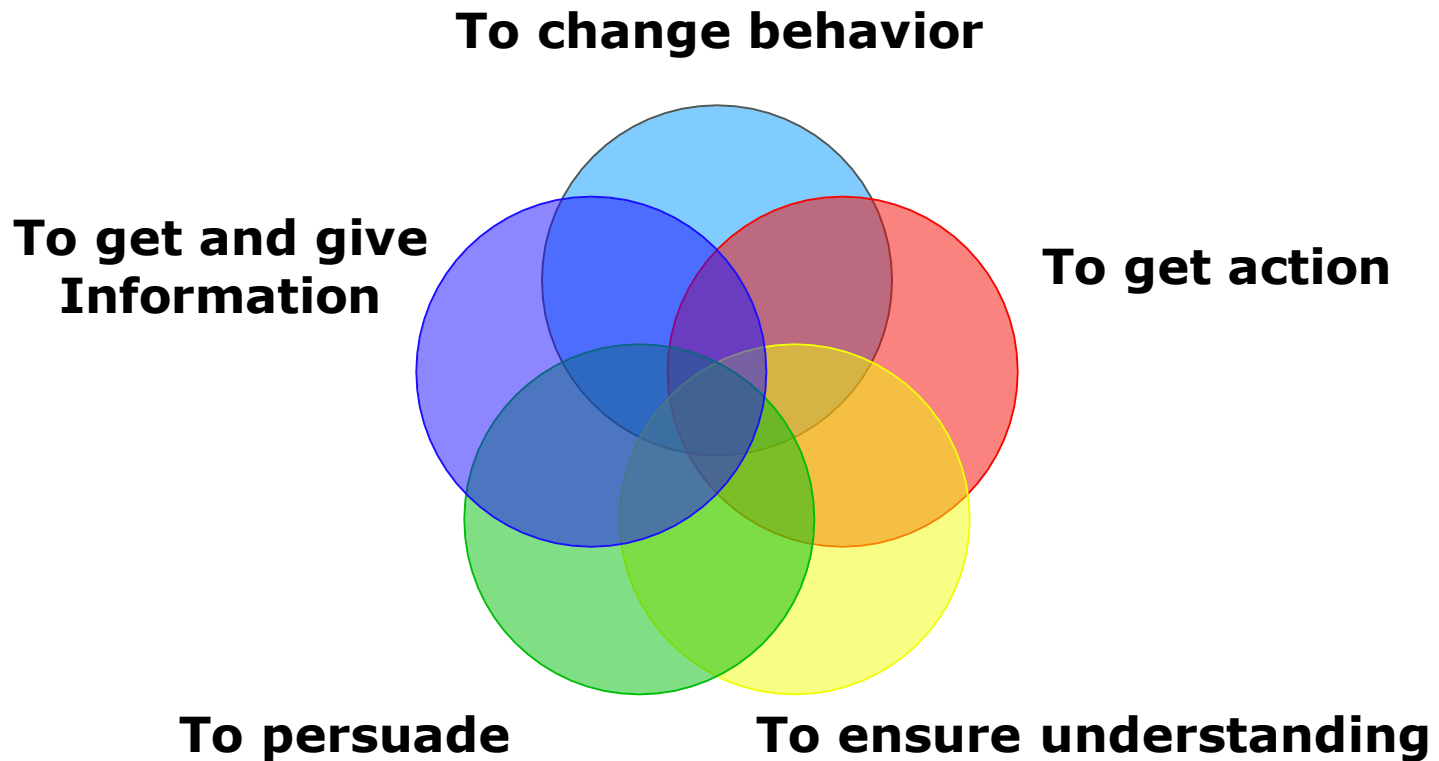 To change behavior
To get and give
Information
To get action
To persuade
To ensure understanding